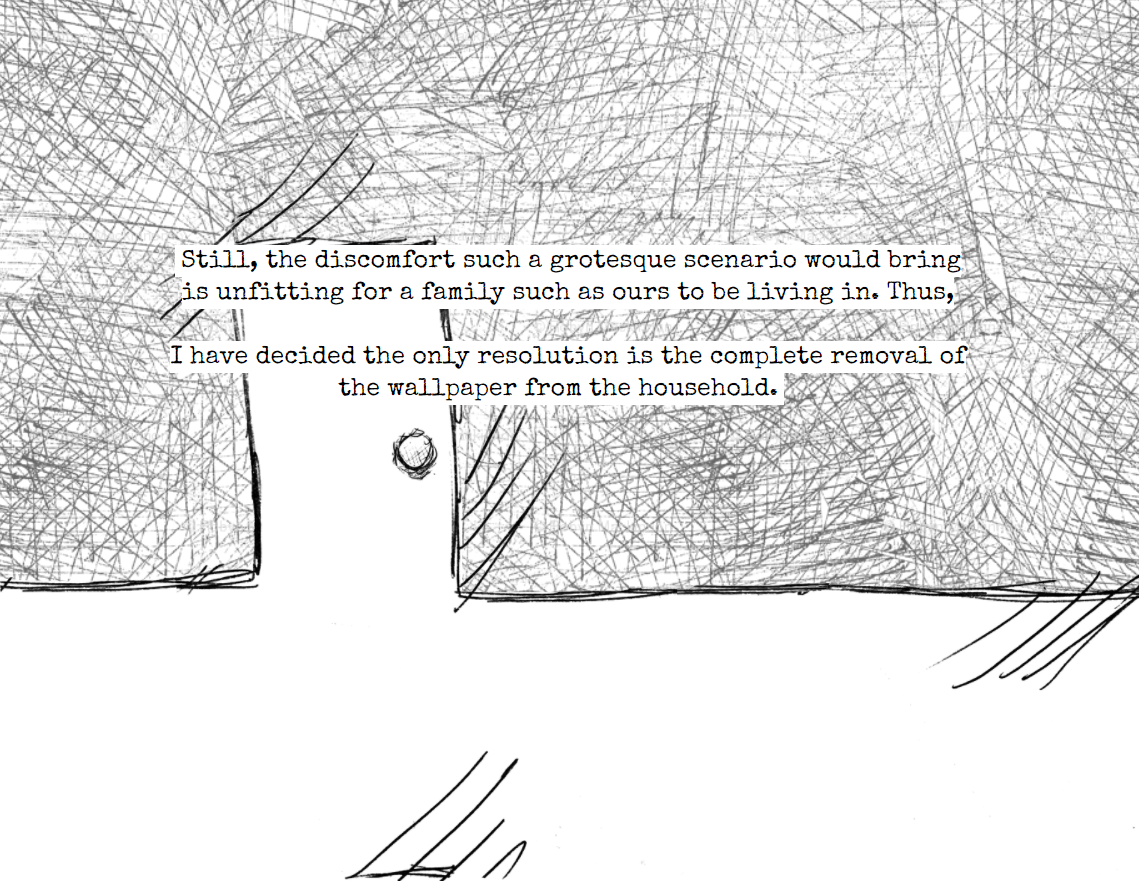 Still, the discomfort such a grotesque scenario would bring
is unfitting for a family such as ours to be living in. Thus,
I have decided the only resolution is the complete removal of
the wallpaper from the household.